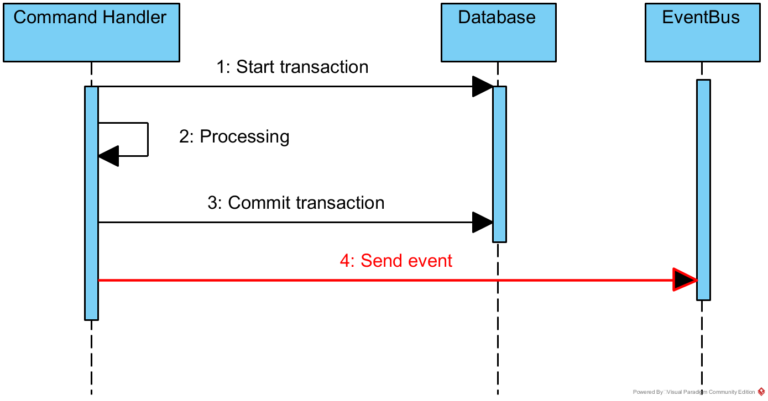 Command Handler
Database
EventBus
1: Start transaction
2: Processing
3: Commit transaction
4: Send event
Powered By Visual Paradigm Community Edition